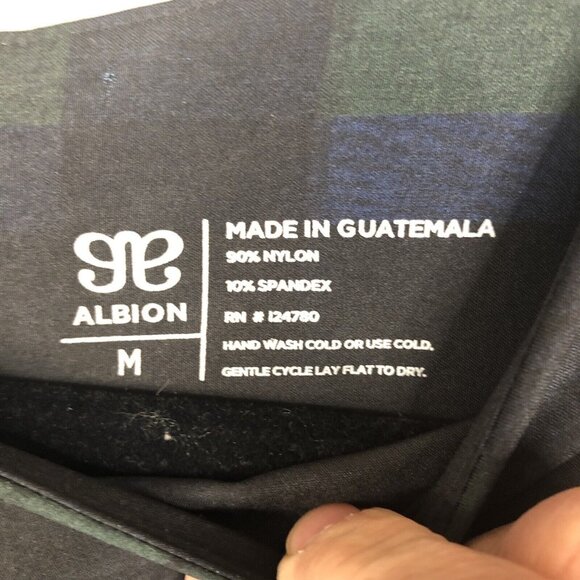 ALBION
M
MADE IN GUATEMALA
90% NYLON
10% SPANDEX
RN # 124780
HAND WASH COLD OR USE COLD.
GENTLE CYCLE LAY FLAT TO DRY.